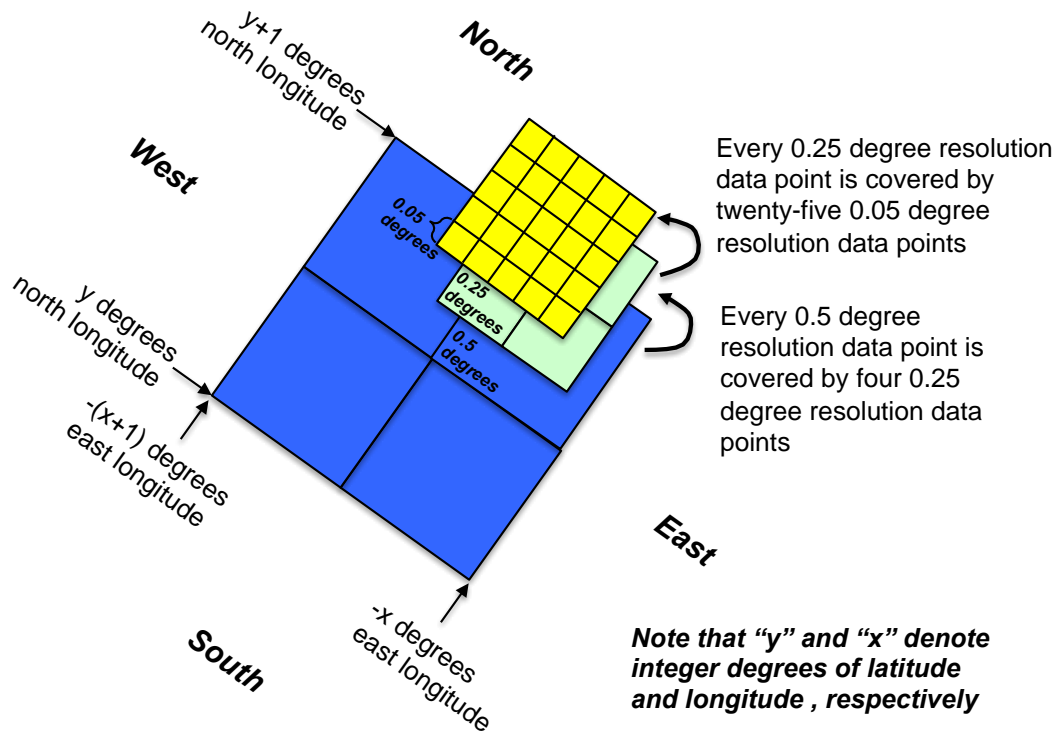 y+1 degrees
north longitude
North
West
Every 0.25 degree resolution
data point is covered by
twenty-five 0.05 degree
resolution data points
0.05
degrees
0.25
degrees
0.5
degrees
y degrees
north longitude
Every 0.5 degree
resolution data point is
covered by four 0.25
degree resolution data
points
-(x+1) degrees
east longitude
East
-x degrees
east longitude
South
Note that “y” and “x” denote
integer degrees of latitude
and longitude , respectively